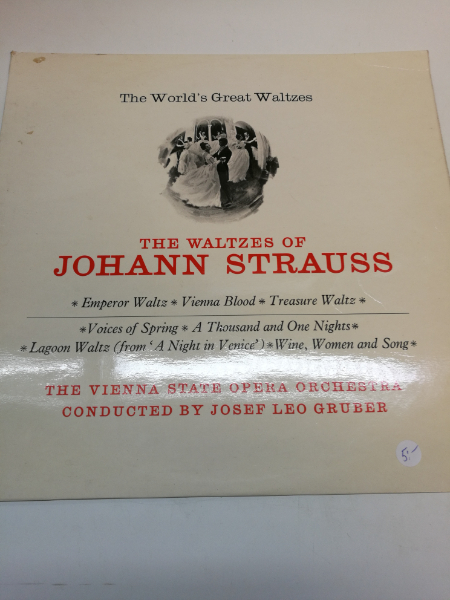 The World's Great Waltzes
THE WALTZES OF
JOHANN STRAUSS
* Emperor Waltz * Vienna Blood * Treasure Waltz *
* Voices of Spring * A Thousand and One Nights *
* Lagoon Waltz (from 'A Night in Venice') * Wine, Women and Song *
THE VIENNA STATE OPERA ORCHESTRA
CONDUCTED BY JOSEF LEO GRUBER
5:-